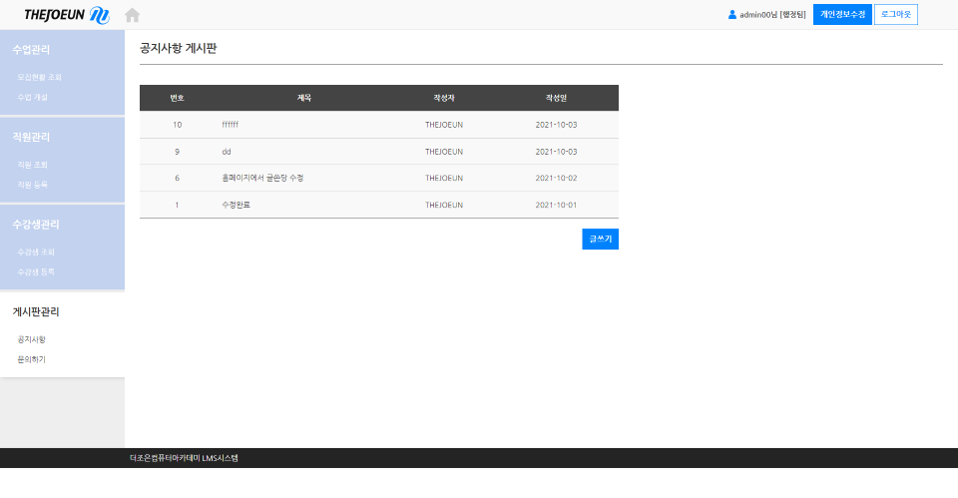 THEJOEUN
admin00님 [행정팀] 개인정보수정 로그아웃
수업관리
모집현황 조회
수업 개설
직원관리
직원 조회
직원 등록
수강생관리
수강생 조회
수강생 등록
게시판관리
공지사항
문의하기
공지사항 게시판
번호 제목 작성자 작성일
10 ffffff THEJOEUN 2021-10-03
9 dd THEJOEUN 2021-10-03
6 홈페이지에서 글쓴당 수정 THEJOEUN 2021-10-02
1 수정완료 THEJOEUN 2021-10-01
글쓰기
더조은컴퓨터아카데미 LMS시스템